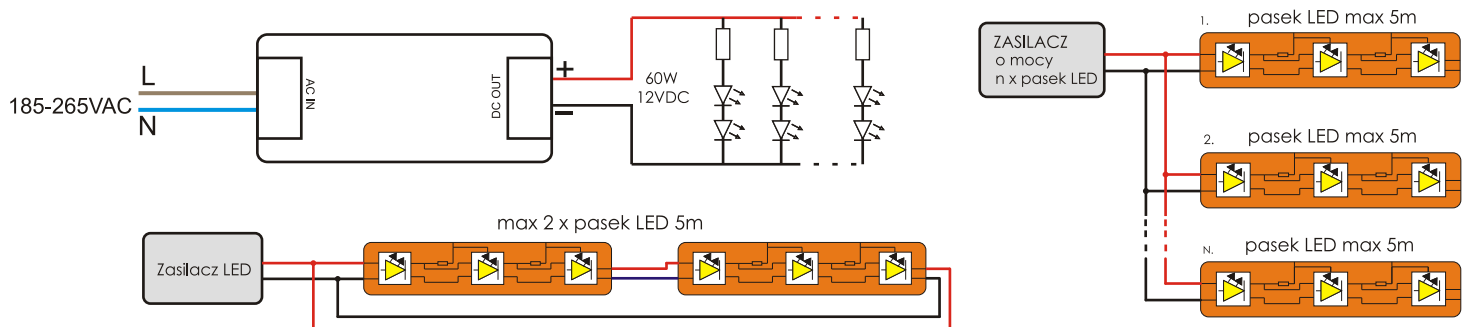 L
185-265VAC
N
AC IN
DC OUT
+
60W
12VDC
−
ZASILACZ
o mocy
n x pasek LED
1. pasek LED max 5m
2. pasek LED max 5m
N. pasek LED max 5m
max 2 x pasek LED 5m
Zasilacz LED